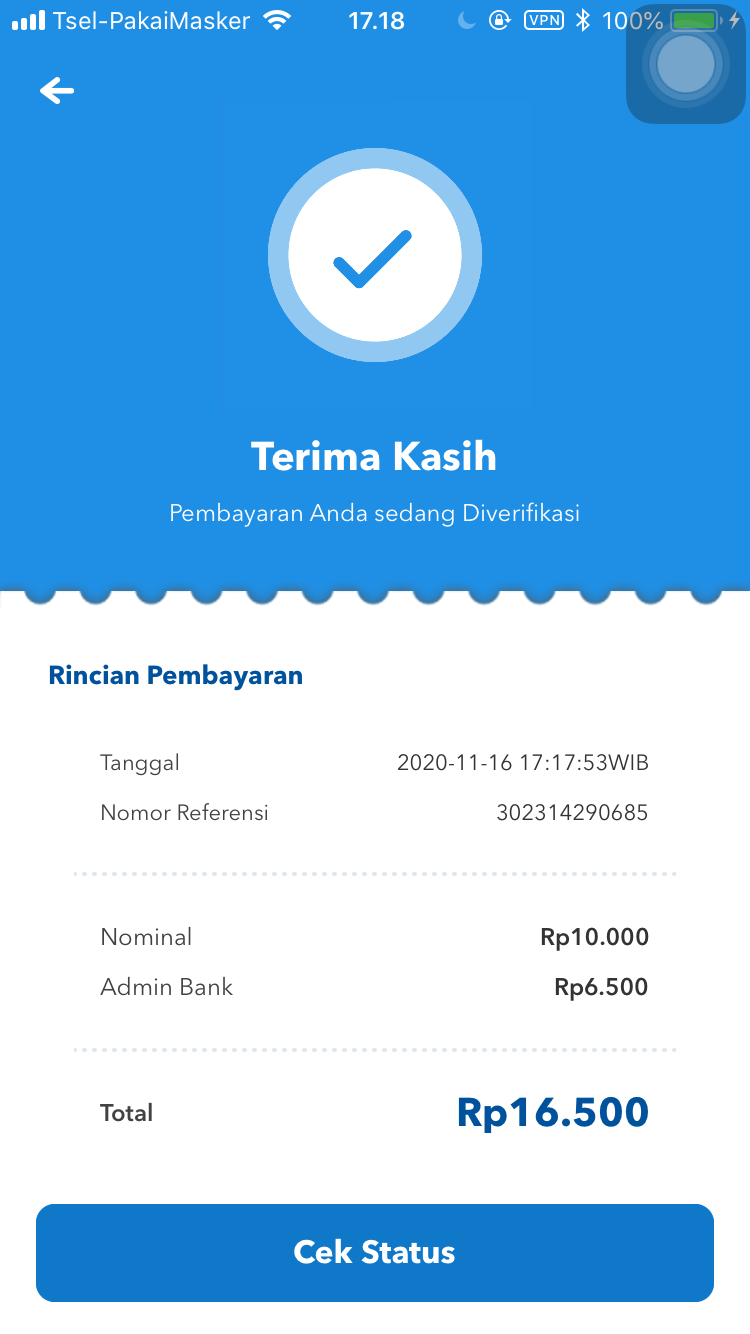 Tsel-PakaiMasker 17.18 VPN 100%
Terima Kasih
Pembayaran Anda sedang Diverifikasi
Rincian Pembayaran
Tanggal 2020-11-16 17:17:53WIB
Nomor Referensi 302314290685
Nominal Rp10.000
Admin Bank Rp6.500
Total Rp16.500
Cek Status